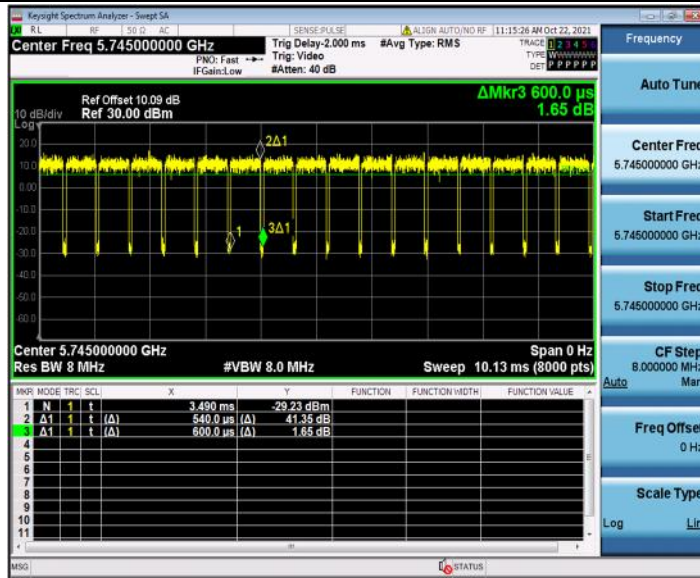 Keysight Spectrum Analyzer - Swept SA
RL RF 50 Ω AC SENSE:PULSE ALIGN AUTO/NO RF 11:15:26 AM Oct 22, 2021
Center Freq 5.745000000 GHz
PNO: Fast
IFGain:Low
Trig Delay-2.000 ms
Trig: Video
#Atten: 40 dB
#Avg Type: RMS
TRACE 1 2 3 4 5 6
TYPE WWWWWW
DET P P P P P P
ΔMkr3 600.0 µs
1.65 dB
Ref Offset 10.09 dB
10 dB/div Ref 30.00 dBm
Log
20.0
10.0
0.00
-10.0
-20.0
-30.0
-40.0
-50.0
-60.0
2Δ1
1
3Δ1
Center 5.745000000 GHz Span 0 Hz
Res BW 8 MHz #VBW 8.0 MHz Sweep 10.13 ms (8000 pts)
MKR MODE TRC SCL X Y FUNCTION FUNCTION WIDTH FUNCTION VALUE
1 N 1 t 3.490 ms -29.23 dBm
2 Δ1 1 t (Δ) 540.0 µs (Δ) 41.35 dB
3 Δ1 1 t (Δ) 600.0 µs (Δ) 1.65 dB
4
5
6
7
8
9
10
11
MSG STATUS
Frequency
Auto Tune
Center Freq
5.745000000 GHz
Start Freq
5.745000000 GHz
Stop Freq
5.745000000 GHz
CF Step
8.000000 MHz
Auto Man
Freq Offset
0 Hz
Scale Type
Log Lin